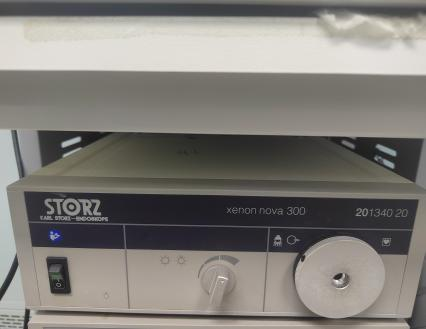 STORZ
KARL STORZ—ENDOSKOPE
xenon nova 300
201340 20